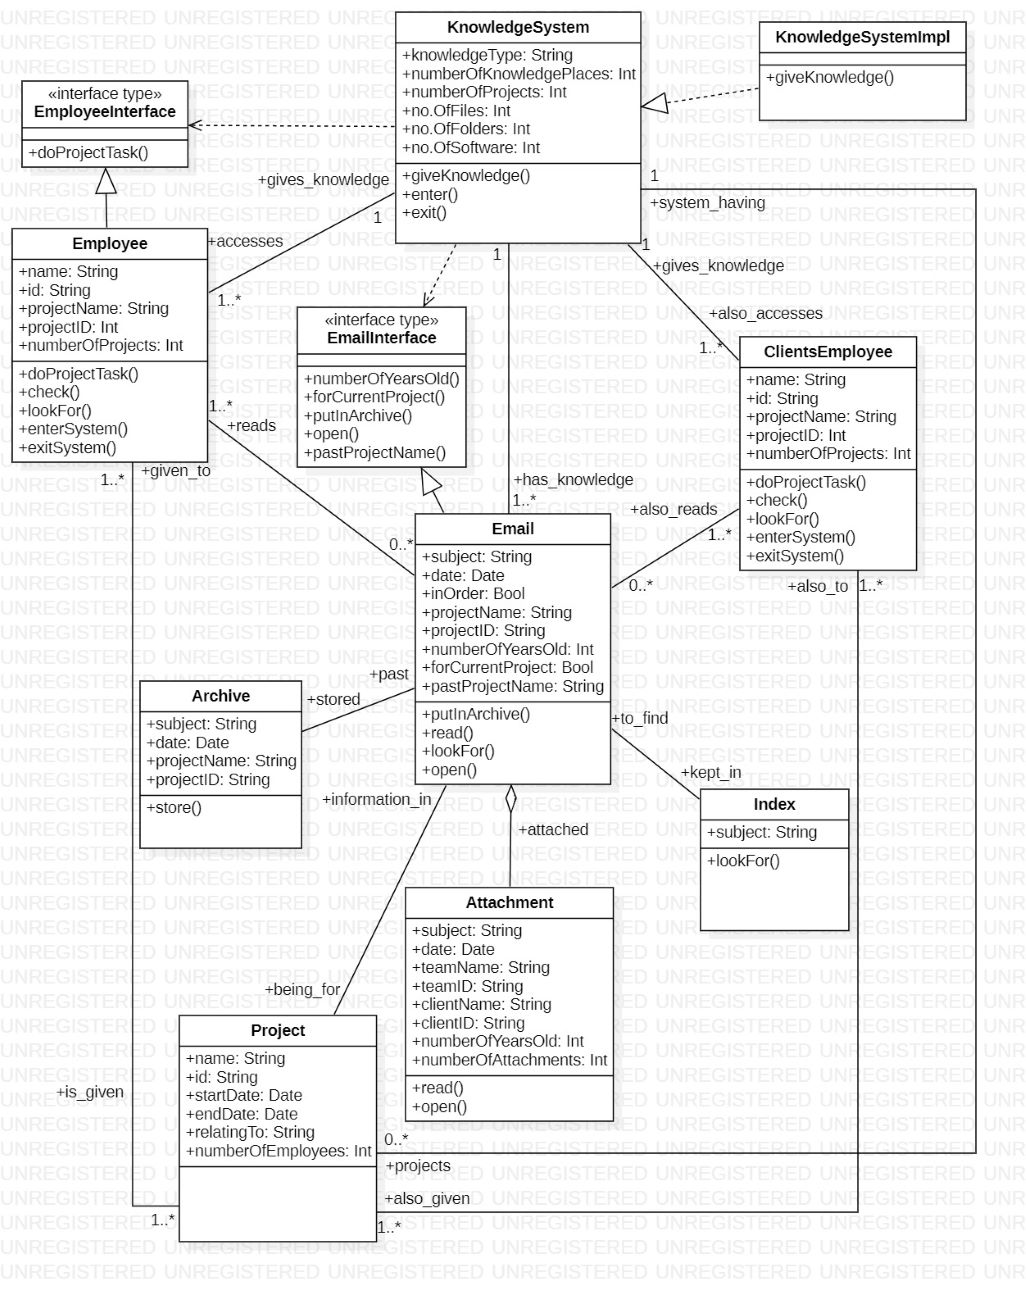 KnowledgeSystem
+knowledgeType: String
+numberOfKnowledgePlaces: Int
+numberOfProjects: Int
+no.OfFiles: Int
+no.OfFolders: Int
+no.OfSoftware: Int
+giveKnowledge()
+enter()
+exit()
KnowledgeSystemImpl
+giveKnowledge()
«interface type»
EmployeeInterface
+doProjectTask()
+gives_knowledge
1
+accesses
1..*
1
+system_having
1
+gives_knowledge
+also_accesses
1..*
1
Employee
+name: String
+id: String
+projectName: String
+projectID: Int
+numberOfProjects: Int
+doProjectTask()
+check()
+lookFor()
+enterSystem()
+exitSystem()
«interface type»
EmailInterface
+numberOfYearsOld()
+forCurrentProject()
+putInArchive()
+open()
+pastProjectName()
ClientsEmployee
+name: String
+id: String
+projectName: String
+projectID: Int
+numberOfProjects: Int
+doProjectTask()
+check()
+lookFor()
+enterSystem()
+exitSystem()
1..*
+reads
+given_to
1..*
0..*
+has_knowledge
1..*
+also_reads
1..*
0..*
+also_to
1..*
Email
+subject: String
+date: Date
+inOrder: Bool
+projectName: String
+projectID: String
+numberOfYearsOld: Int
+forCurrentProject: Bool
+pastProjectName: String
+putInArchive()
+read()
+lookFor()
+open()
+past
+stored
Archive
+subject: String
+date: Date
+projectName: String
+projectID: String
+store()
+to_find
+kept_in
Index
+subject: String
+lookFor()
+information_in
+attached
+being_for
Attachment
+subject: String
+date: Date
+teamName: String
+teamID: String
+clientName: String
+clientID: String
+numberOfYearsOld: Int
+numberOfAttachments: Int
+read()
+open()
Project
+name: String
+id: String
+startDate: Date
+endDate: Date
+relatingTo: String
+numberOfEmployees: Int
+is_given
1..*
0..*
+projects
+also_given
1..*